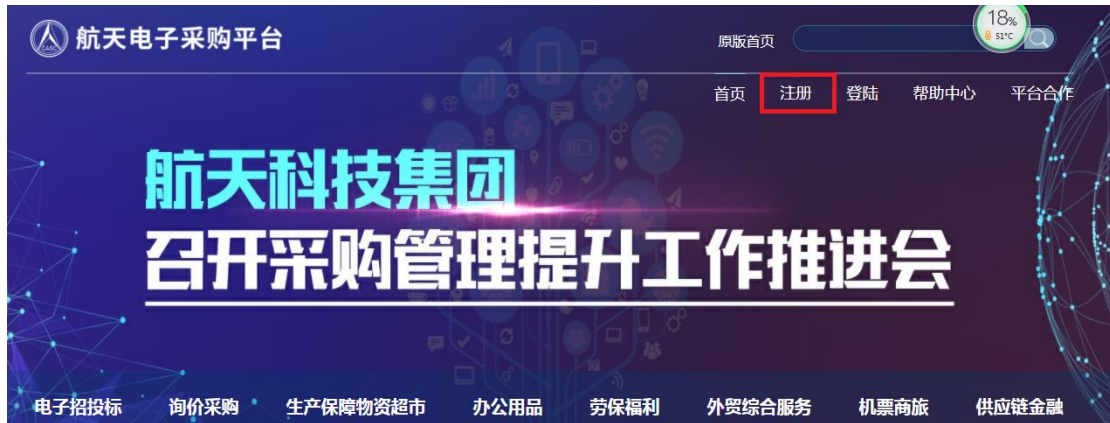 航天电子采购平台
CASC
原版首页
18%
51°C
首页 注册 登陆 帮助中心 平台合作
航天科技集团
召开采购管理提升工作推进会
电子招投标 询价采购 生产保障物资超市 办公用品 劳保福利 外贸综合服务 机票商旅 供应链金融